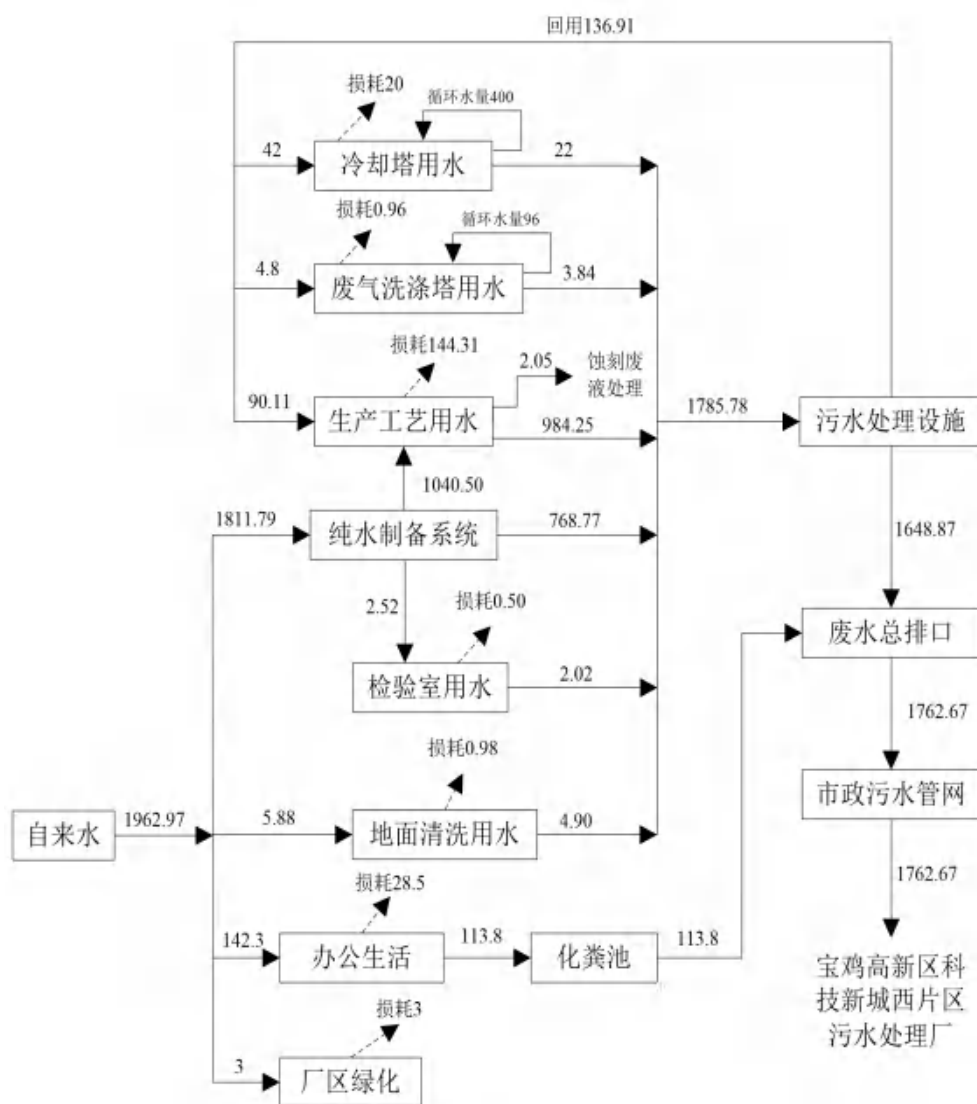 回用136.91
损耗20
循环水量400
42
冷却塔用水
22
损耗0.96
循环水量96
4.8
废气洗涤塔用水
3.84
损耗144.31
2.05
蚀刻废
液处理
90.11
生产工艺用水
984.25
1785.78
污水处理设施
1040.50
1811.79
纯水制备系统
768.77
1648.87
2.52
损耗0.50
废水总排口
检验室用水
2.02
1762.67
损耗0.98
市政污水管网
自来水
1962.97
5.88
地面清洗用水
4.90
1762.67
损耗28.5
142.3
办公生活
113.8
化粪池
113.8
宝鸡高新区科
技新城西片区
污水处理厂
损耗3
3
厂区绿化